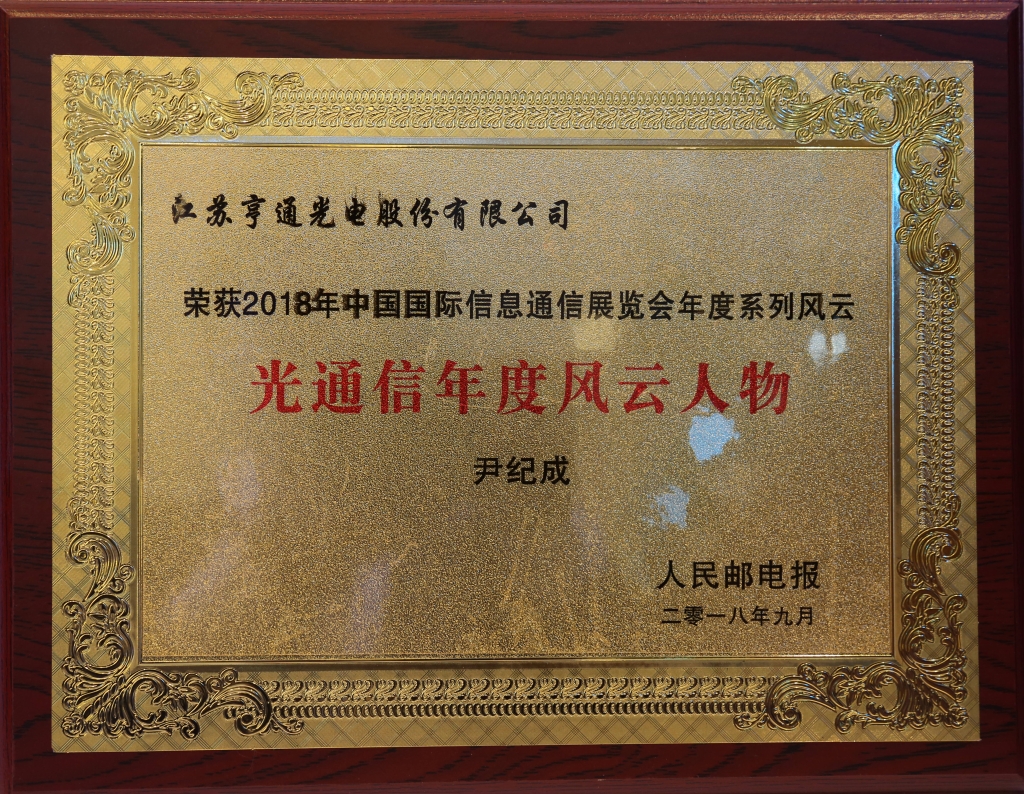 江苏亨通光电股份有限公司
荣获2018年中国国际信息通信展览会年度系列风云
光通信年度风云人物
尹纪成
人民邮电报
二零一八年九月